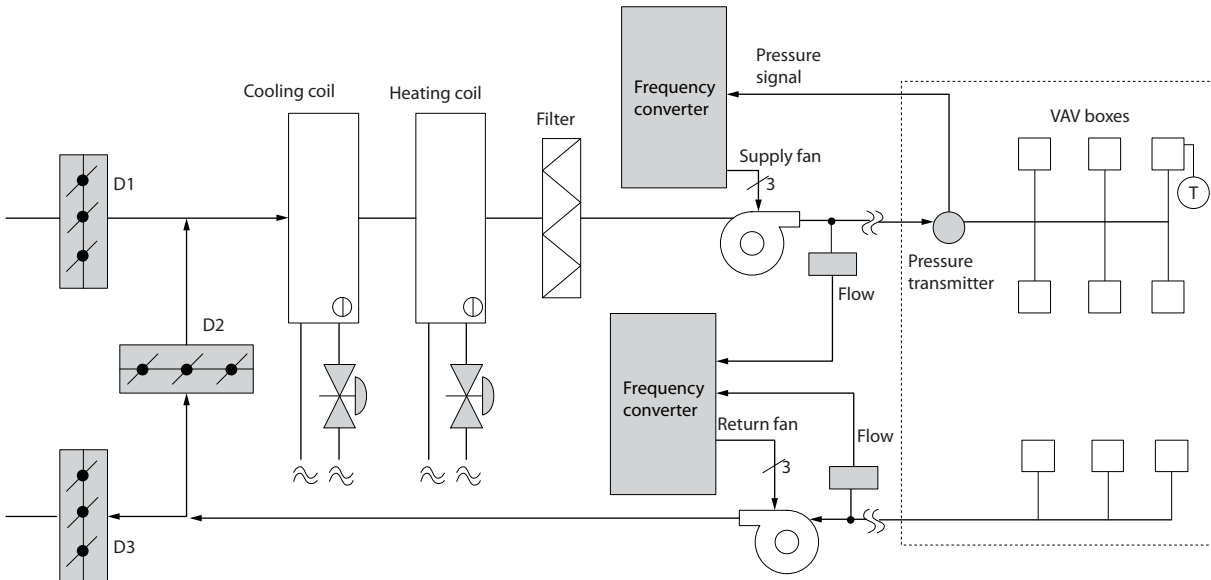 Pressure
signal
Cooling coil
Heating coil
Frequency
converter
Filter
VAV boxes
Supply fan
D1
3
T
Pressure
transmitter
Flow
D2
Frequency
converter
Return fan
Flow
3
D3